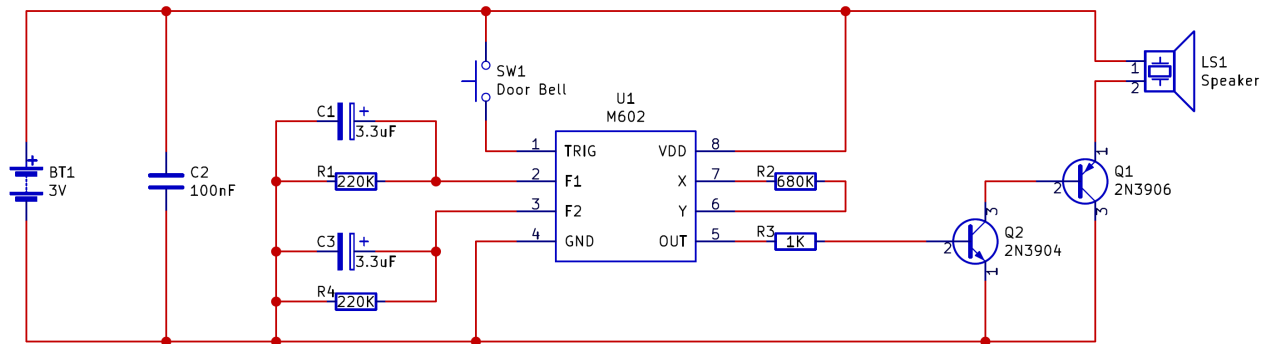 BT1
3V
C2
100nF
C1
+
3.3uF
R1
220K
C3
+
3.3uF
R4
220K
SW1
Door Bell
U1
M602
1 TRIG VDD 8
2 F1 X 7
3 F2 Y 6
4 GND OUT 5
R2
680K
R3
1K
2
3
1
Q2
2N3904
2
1
3
Q1
2N3906
1
2
LS1
Speaker
+